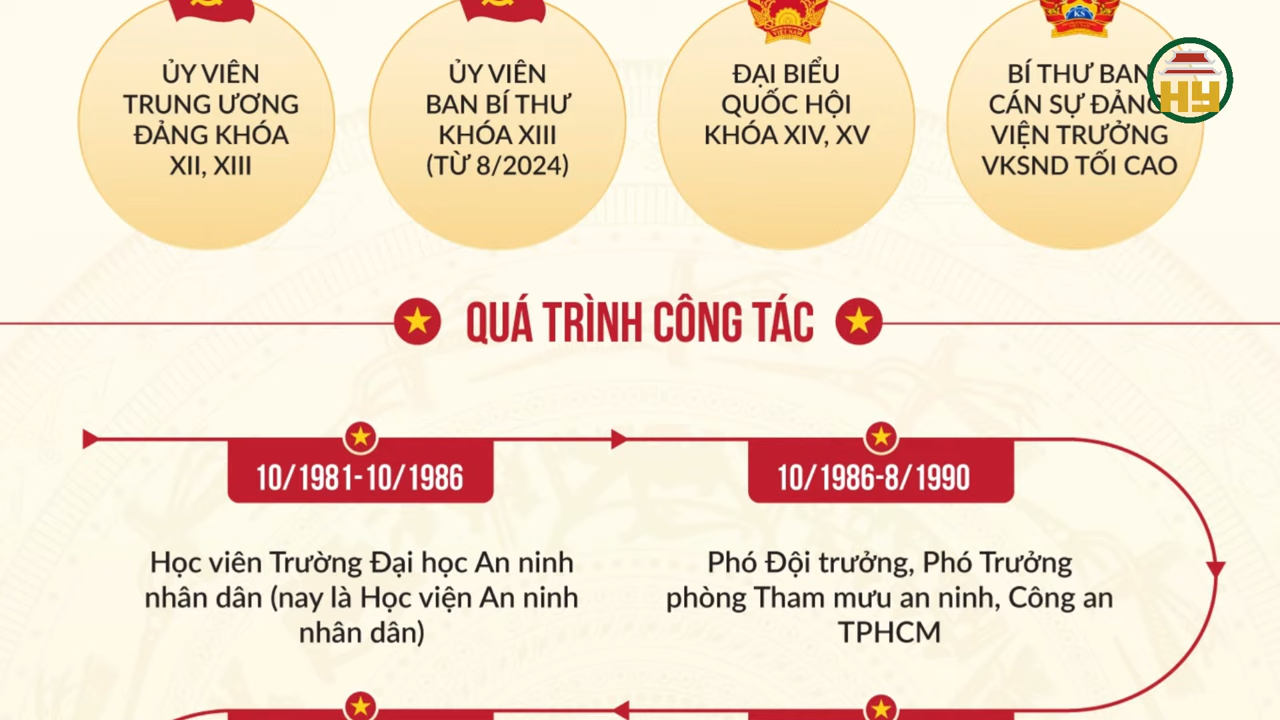 ỦY VIÊN
TRUNG ƯƠNG
ĐẢNG KHÓA
XII, XIII
ỦY VIÊN
BAN BÍ THƯ
KHÓA XIII
(TỪ 8/2024)
VIỆT NAM
ĐẠI BIỂU
QUỐC HỘI
KHÓA XIV, XV
KS
BÍ THƯ BAN
CÁN SỰ ĐẢNG
VIỆN TRƯỞNG
VKSND TỐI CAO
HY
QUÁ TRÌNH CÔNG TÁC
10/1981-10/1986
Học viên Trường Đại học An ninh
nhân dân (nay là Học viện An ninh
nhân dân)
10/1986-8/1990
Phó Đội trưởng, Phó Trưởng
phòng Tham mưu an ninh, Công an
TPHCM